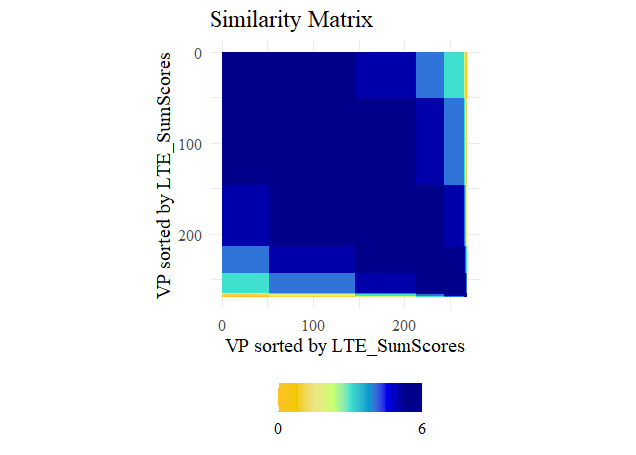 Similarity Matrix
VP sorted by LTE_SumScores
0
100
200
0 100 200
VP sorted by LTE_SumScores
0 6